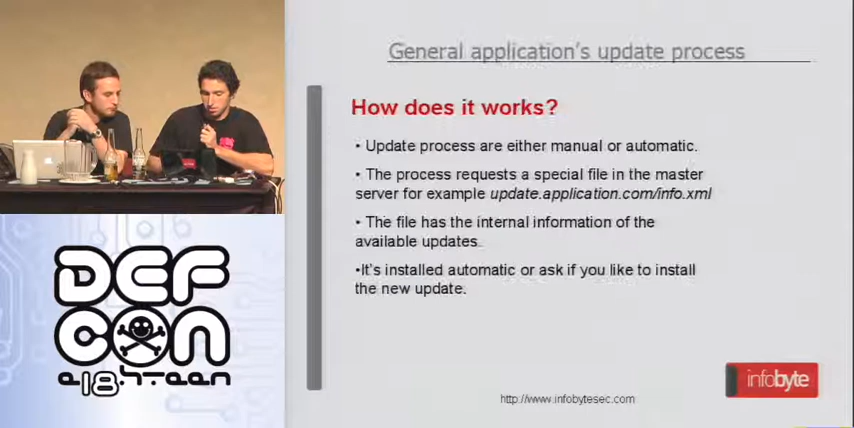 General application's update process
How does it works?
• Update process are either manual or automatic.
• The process requests a special file in the master
server for example update.application.com/info.xml
• The file has the internal information of the
available updates.
•It's installed automatic or ask if you like to install
the new update.
infobyte
http://www.infobytesec.com
DEF
CON
e18hteen